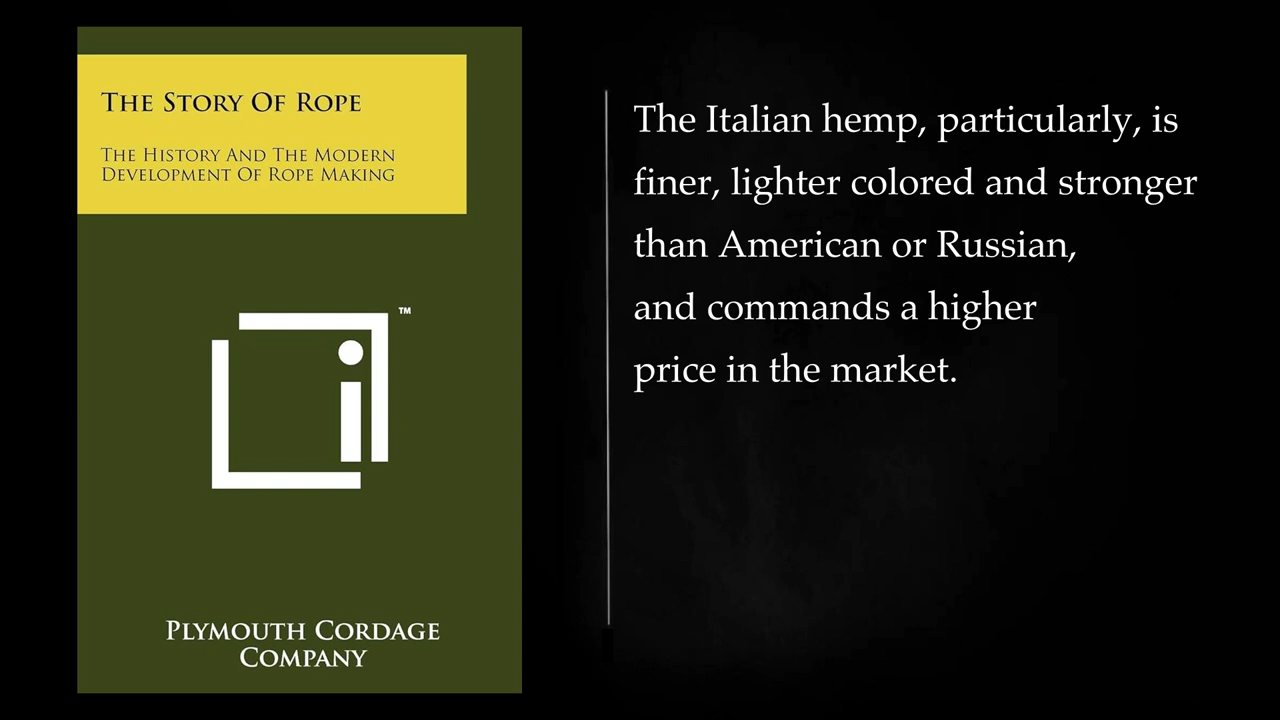 The Story Of Rope
The History And The Modern
Development Of Rope Making
TM
Plymouth Cordage
Company
The Italian hemp, particularly, is
finer, lighter colored and stronger
than American or Russian,
and commands a higher
price in the market.